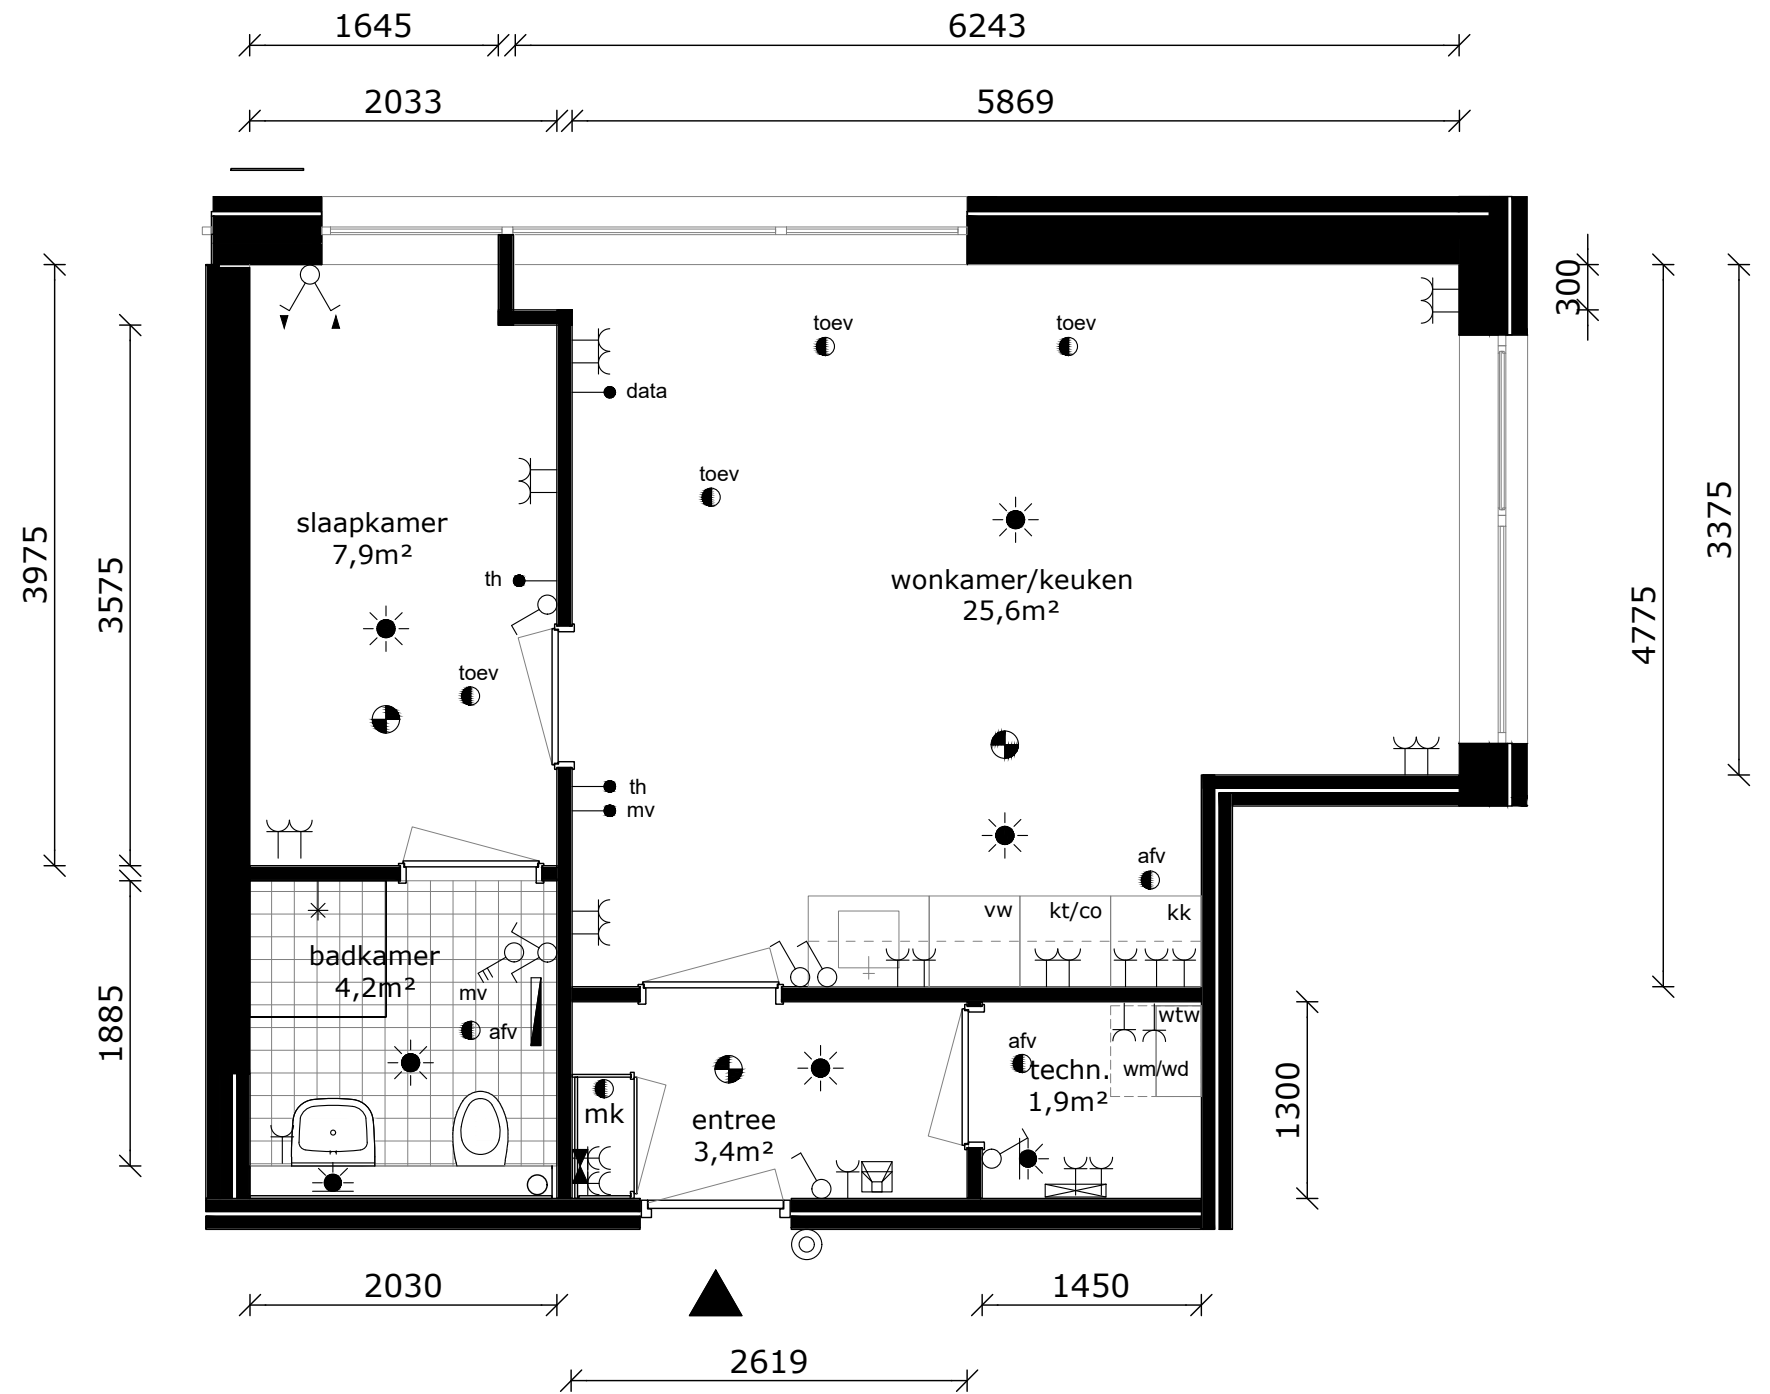 1645
6243
2033
5869
300
toev
toev
data
toev
3375
slaapkamer
7,9m²
3975
3575
th
wonkamer/keuken
25,6m²
4775
toev
th
mv
afv
vw
kt/co
kk
badkamer
4,2m²
mv
afv
1885
wtw
afv
techn.
1,9m²
wm/wd
1300
mk
entree
3,4m²
2030
1450
2619